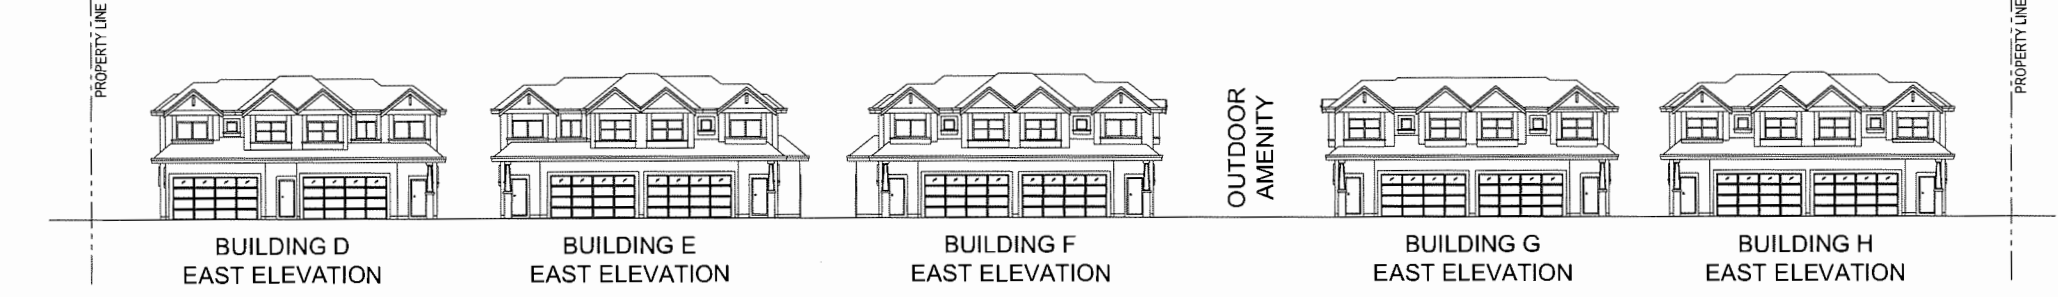 PROPERTY LINE
BUILDING D
EAST ELEVATION
BUILDING E
EAST ELEVATION
BUILDING F
EAST ELEVATION
OUTDOOR
AMENITY
BUILDING G
EAST ELEVATION
BUILDING H
EAST ELEVATION
PROPERTY LINE